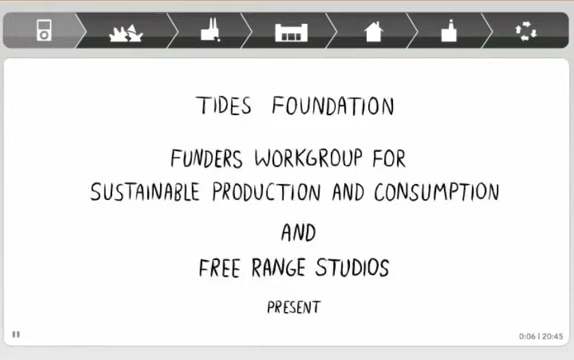 TIDES FOUNDATION
FUNDERS WORKGROUP FOR
SUSTAINABLE PRODUCTION AND CONSUMPTION
AND
FREE RANGE STUDIOS
PRESENT
0:06 | 20:45